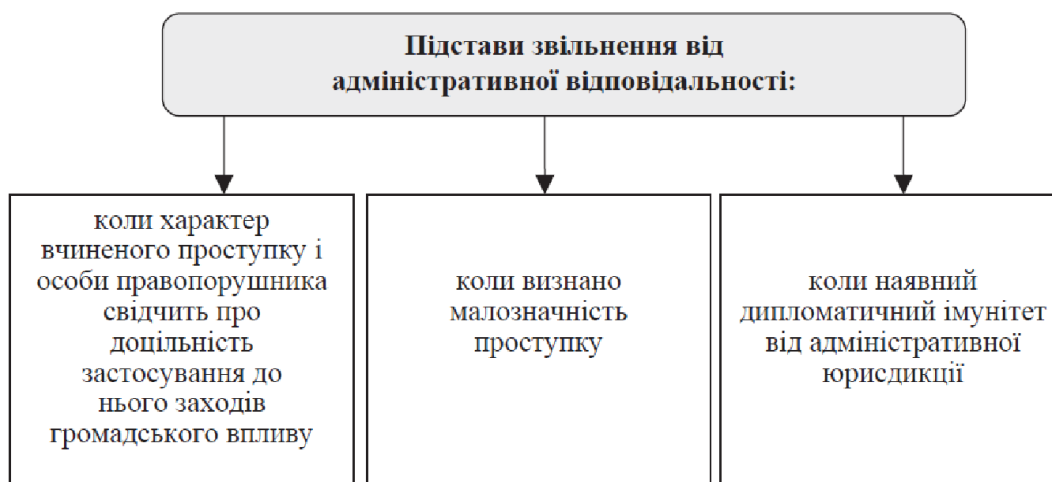 Підстави звільнення від
адміністративної відповідальності:
коли характер
вчиненого проступку і
особи правопорушника
свідчить про
доцільність
застосування до
нього заходів
громадського впливу
коли визнано
малозначність
проступку
коли наявний
дипломатичний імунітет
від адміністративної
юрисдикції